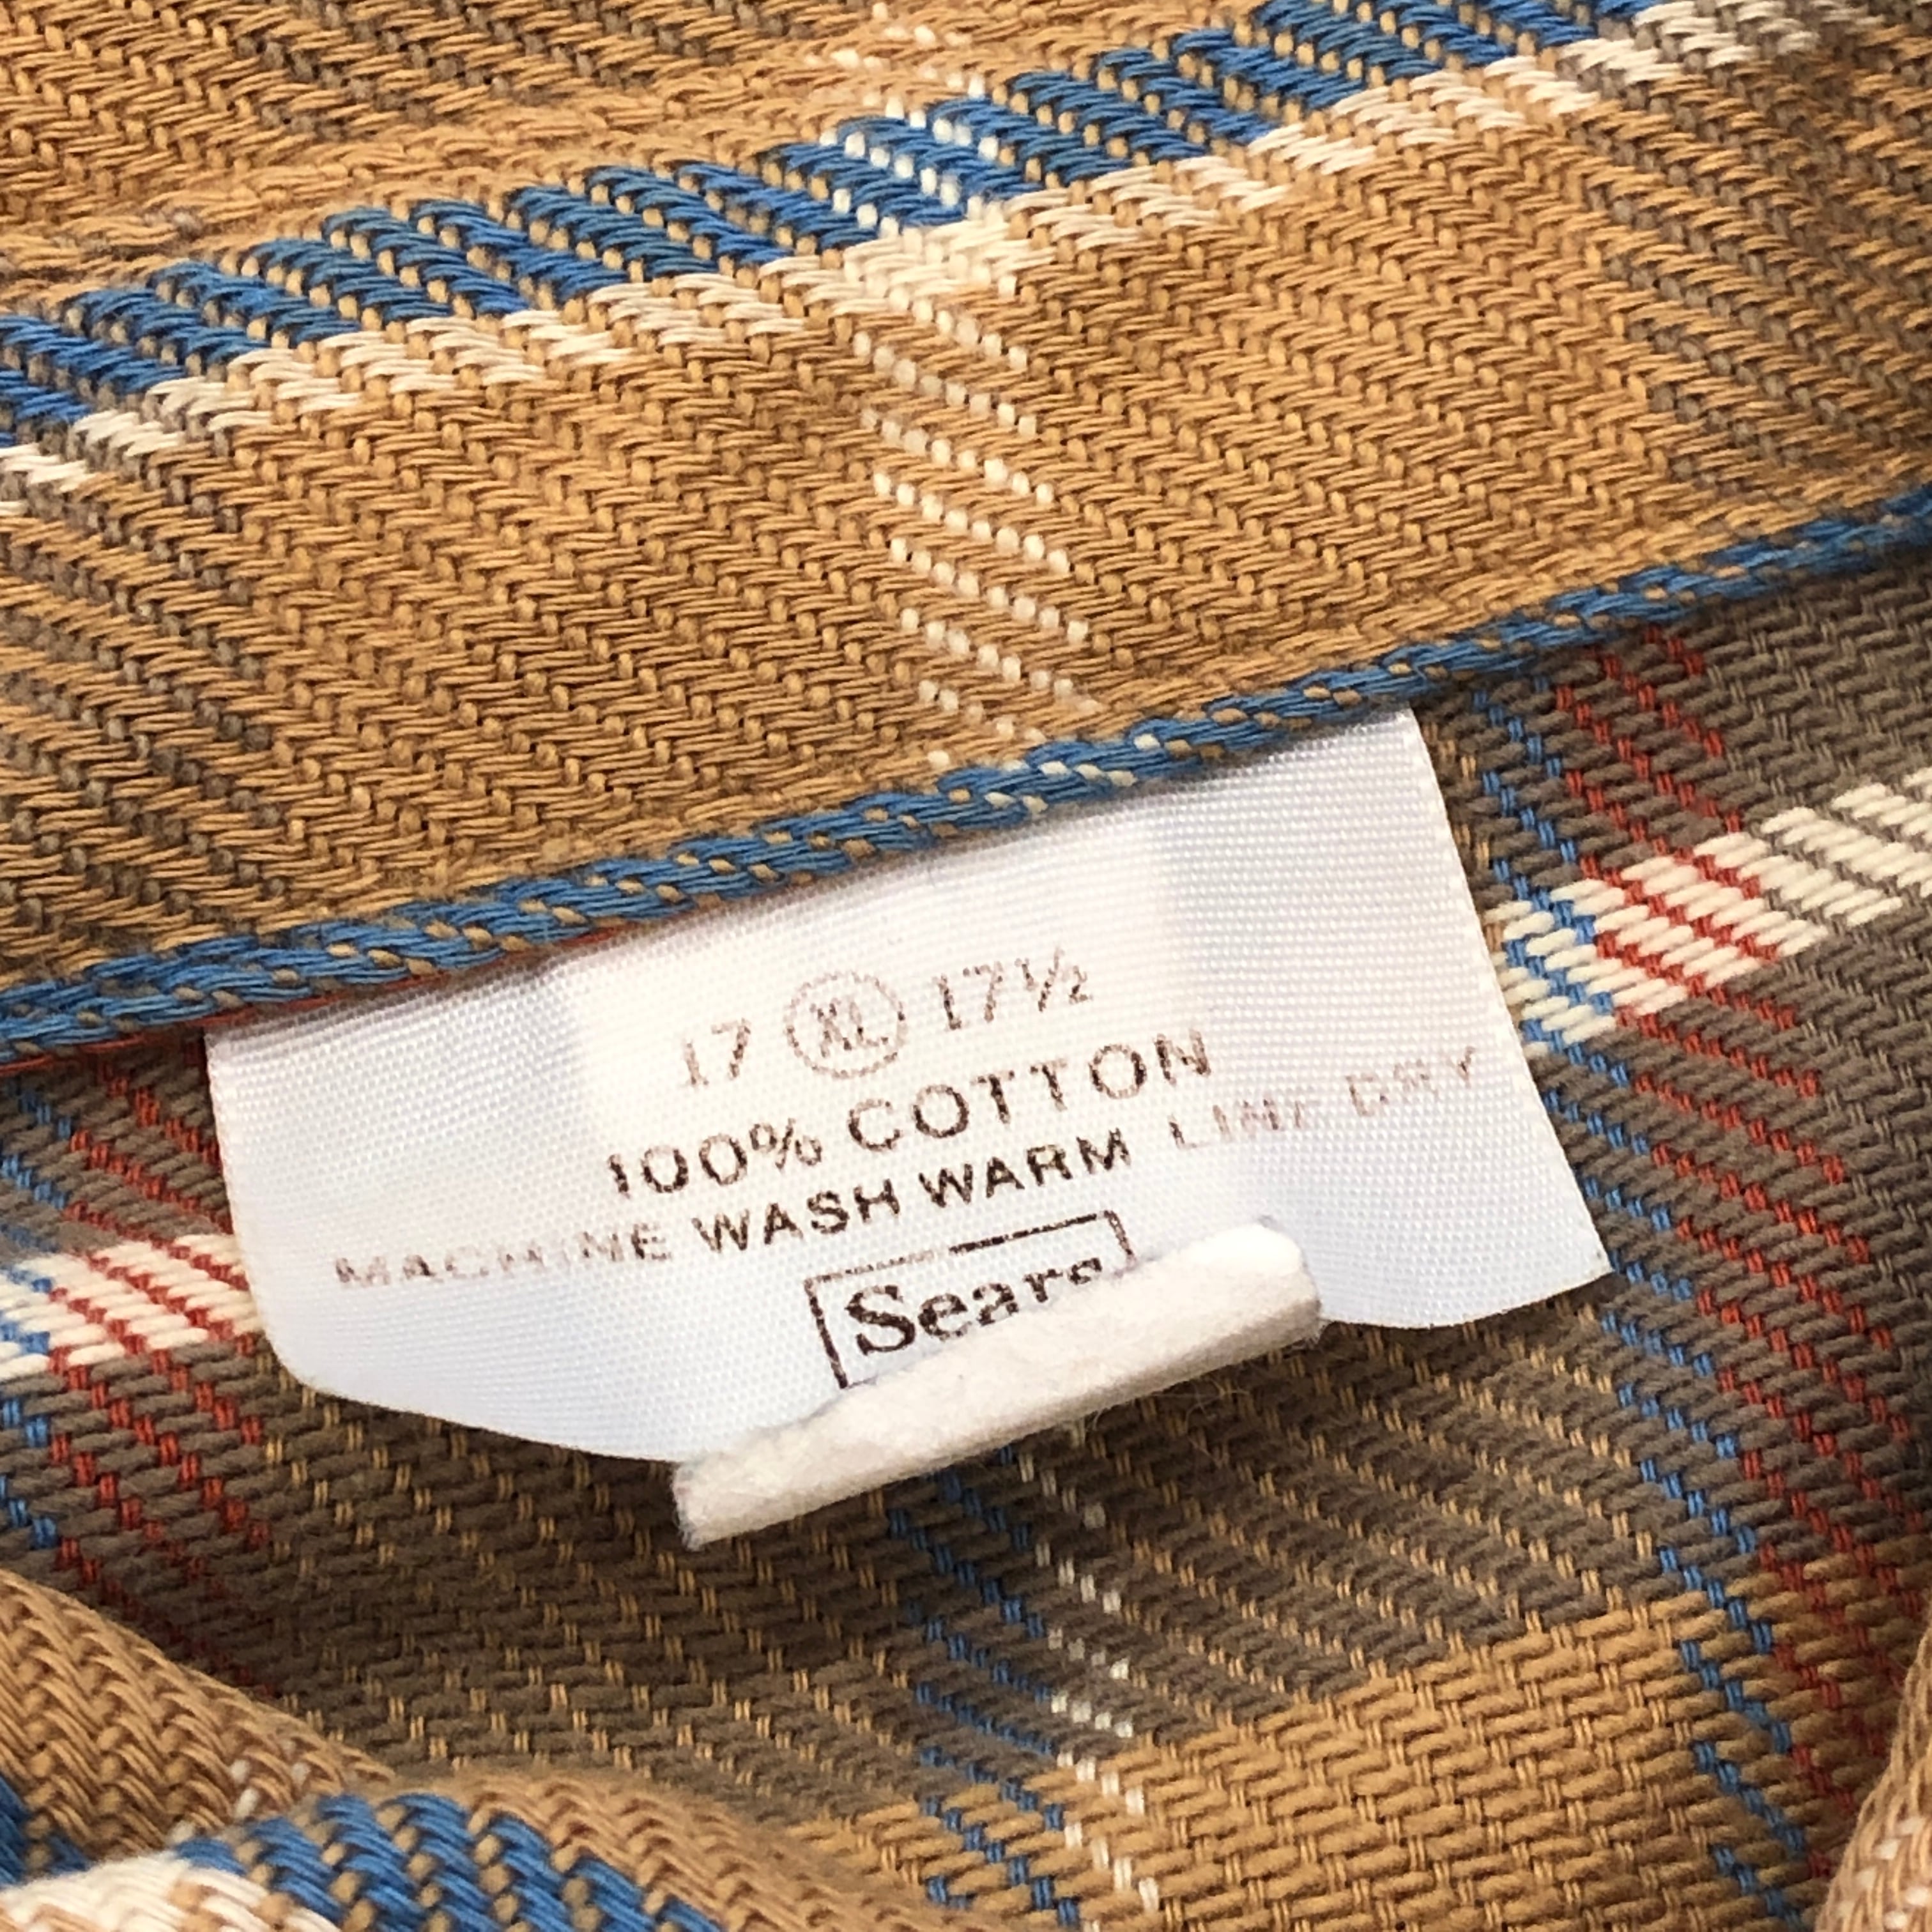 17 XL 17½
100% COTTON
MACHINE WASH WARM LINE DRY
Sears